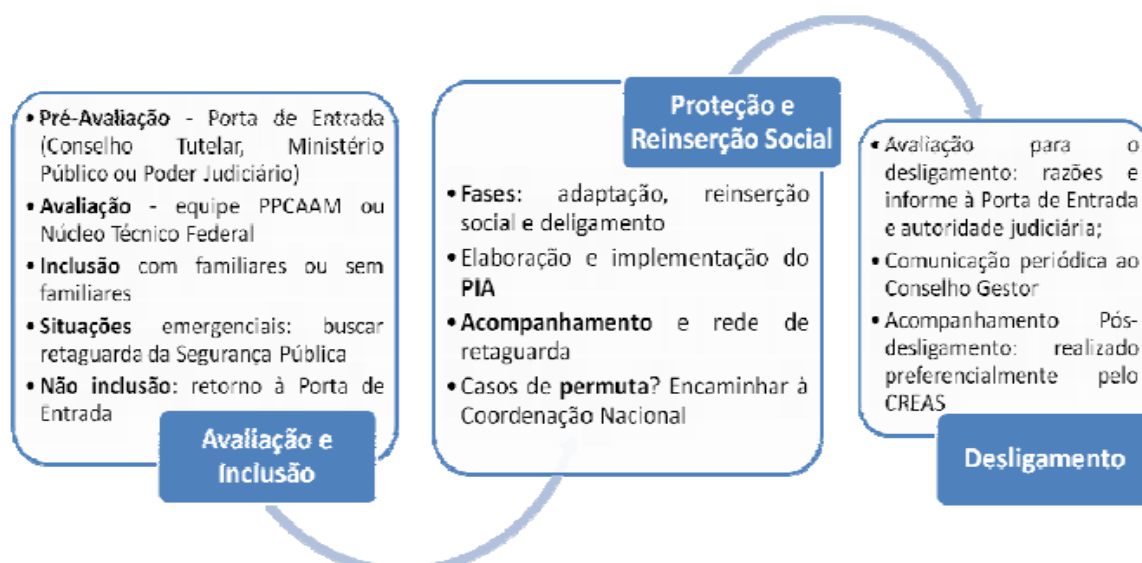 • Pré-Avaliação - Porta de Entrada
(Conselho Tutelar, Ministério
Público ou Poder Judiciário)
• Avaliação - equipe PPCAAM ou
Núcleo Técnico Federal
• Inclusão com familiares ou sem
familiares
• Situações emergenciais: buscar
retaguarda da Segurança Pública
• Não inclusão: retorno à Porta de
Entrada
Avaliação e
Inclusão
Proteção e
Reinserção Social
• Fases: adaptação, reinserção
social e deligamento
• Elaboração e implementação do
PIA
• Acompanhamento e rede de
retaguarda
• Casos de permuta? Encaminhar à
Coordenação Nacional
• Avaliação para o
desligamento: razões e
informe à Porta de Entrada
e autoridade judiciária;
• Comunicação periódica ao
Conselho Gestor
• Acompanhamento Pós-
desligamento: realizado
preferencialmente pelo
CREAS
Desligamento